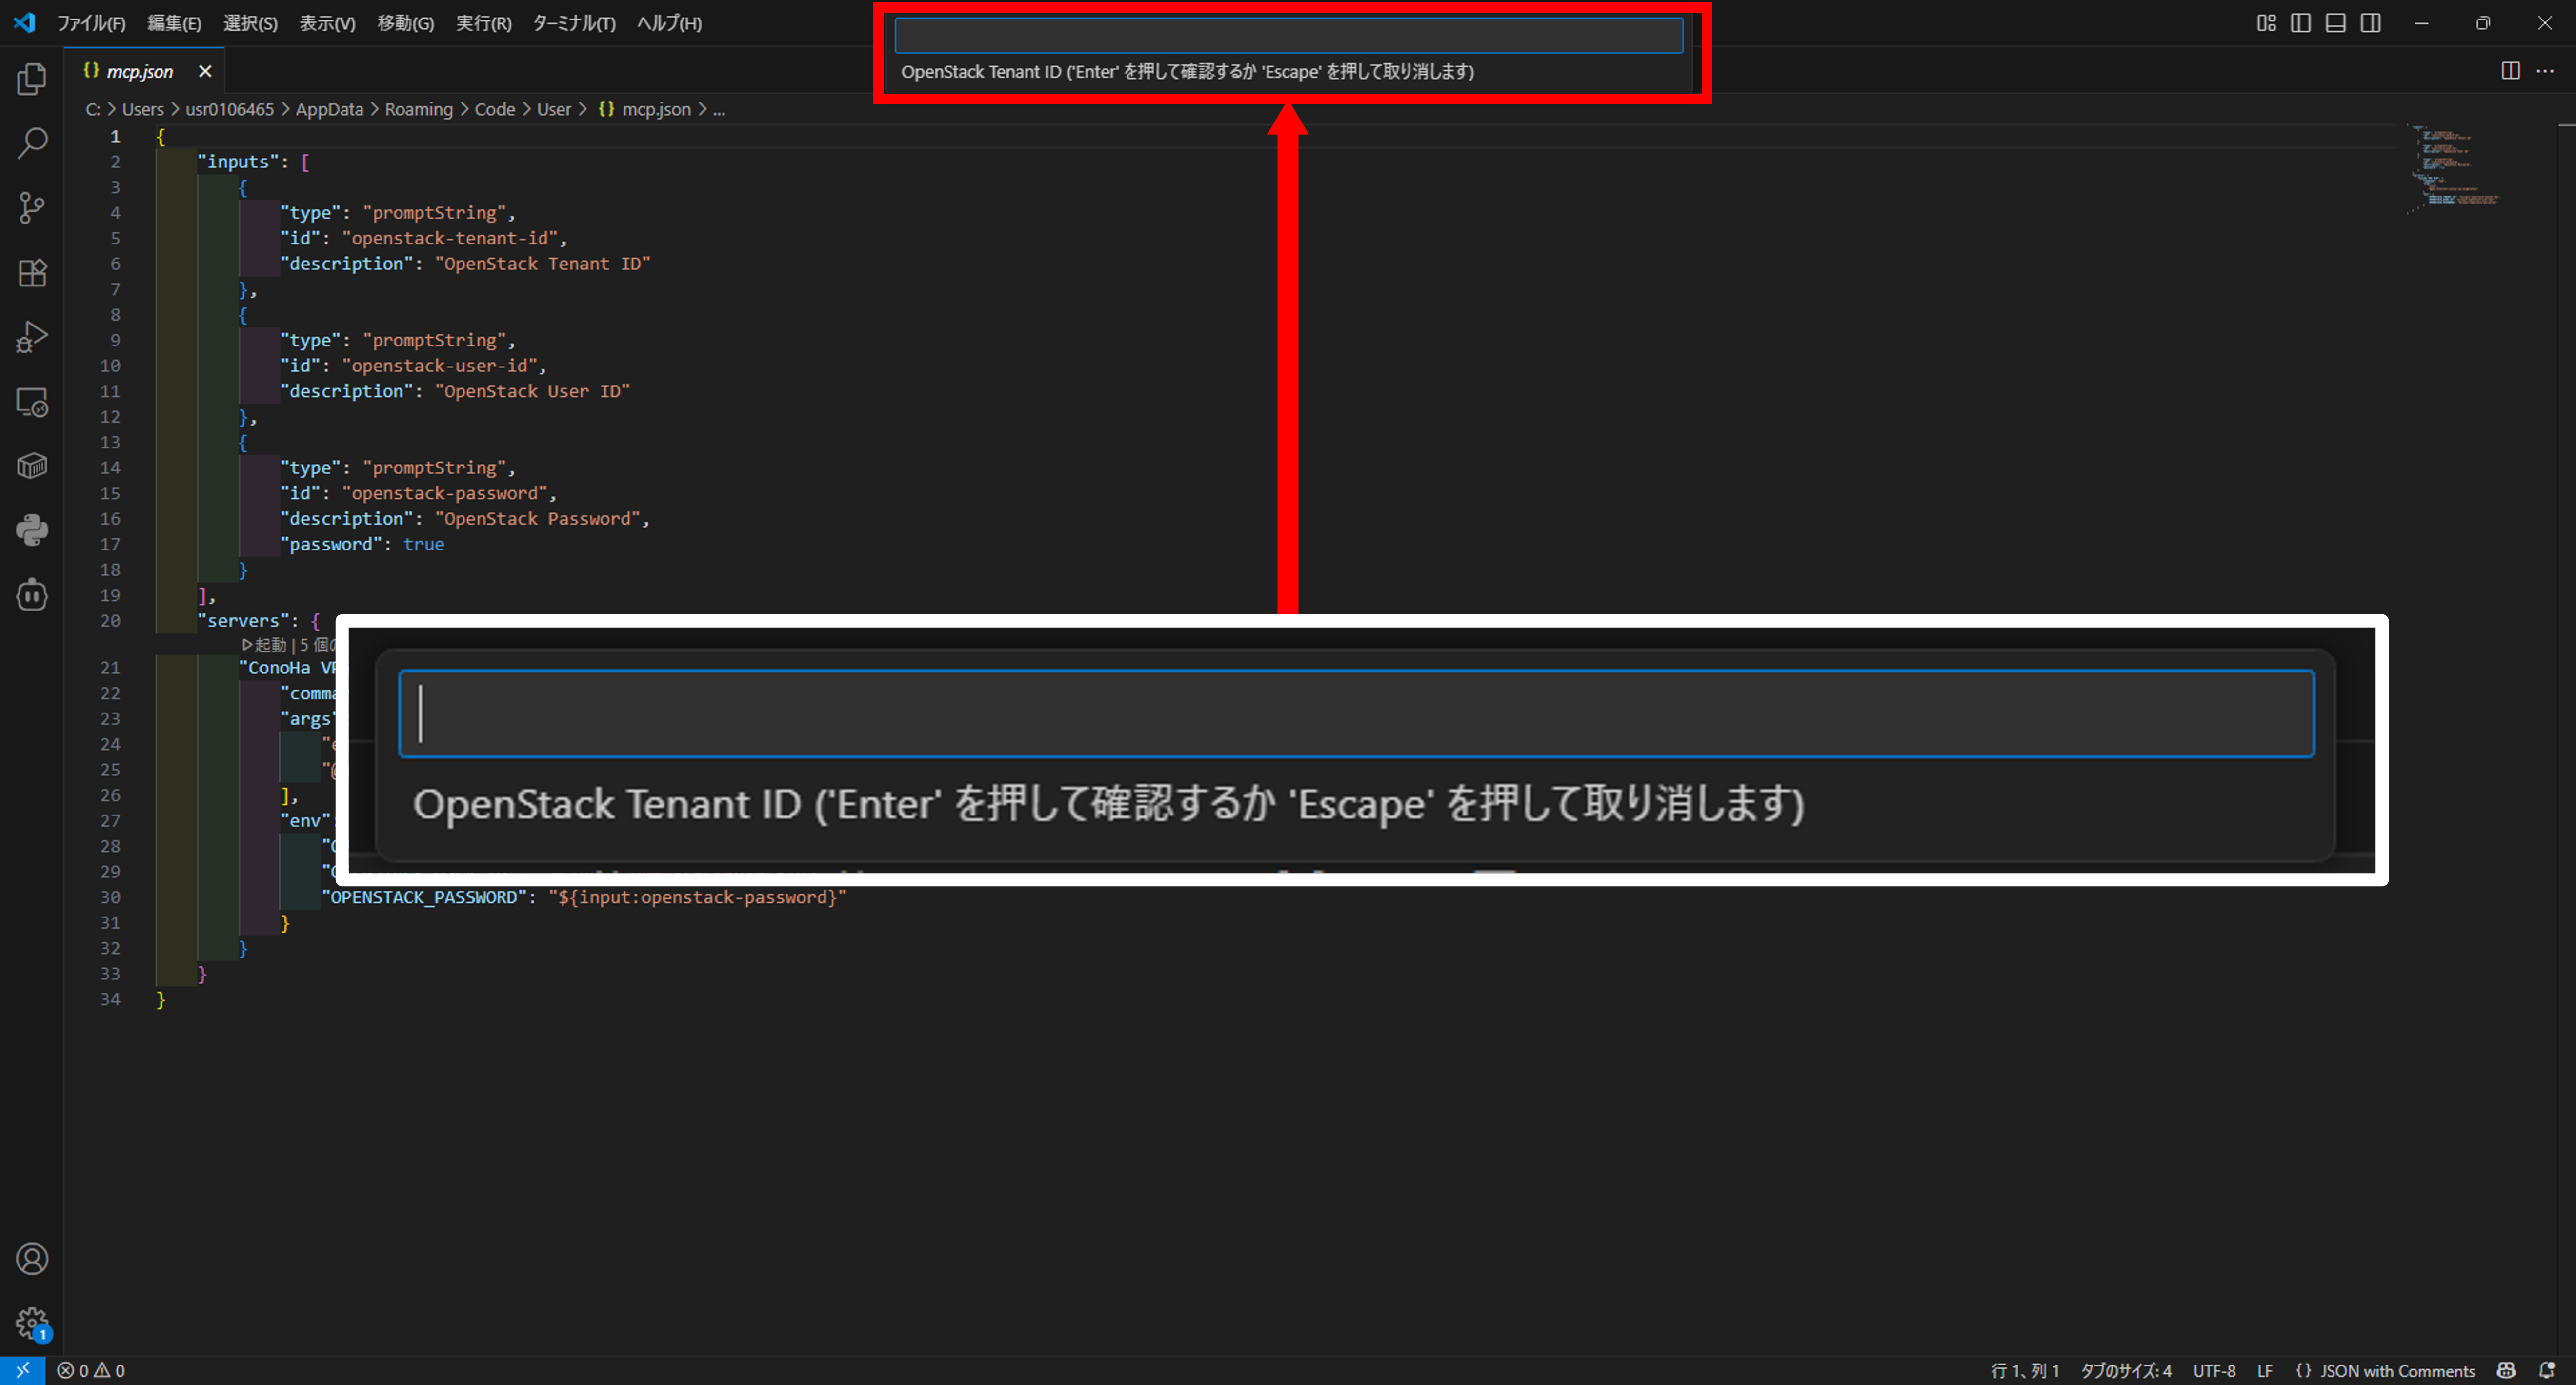 ファイル(F) 編集(E) 選択(S) 表示(V) 移動(G) 実行(R) ターミナル(T) ヘルプ(H)
OpenStack Tenant ID ('Enter' を押して確認するか 'Escape' を押して取り消します)
{} mcp.json
C: > Users > usr0106465 > AppData > Roaming > Code > User > {} mcp.json > ...
1 {
2 "inputs": [
3 {
4 "type": "promptString",
5 "id": "openstack-tenant-id",
6 "description": "OpenStack Tenant ID"
7 },
8 {
9 "type": "promptString",
10 "id": "openstack-user-id",
11 "description": "OpenStack User ID"
12 },
13 {
14 "type": "promptString",
15 "id": "openstack-password",
16 "description": "OpenStack Password",
17 "password": true
18 }
19 ],
20 "servers": {
起動 | 5 個
21 "ConoHa
22
23 "args"
24
25
26 ],
27 "env"
28
29
OpenStack Tenant ID ('Enter' を押して確認するか 'Escape' を押して取り消します)
30 "OPENSTACK_PASSWORD": "${input:openstack-password}"
31 }
32 }
33 }
34 }
1
0 0
行 1、列 1 タブのサイズ: 4 UTF-8 LF {} JSON with Comments